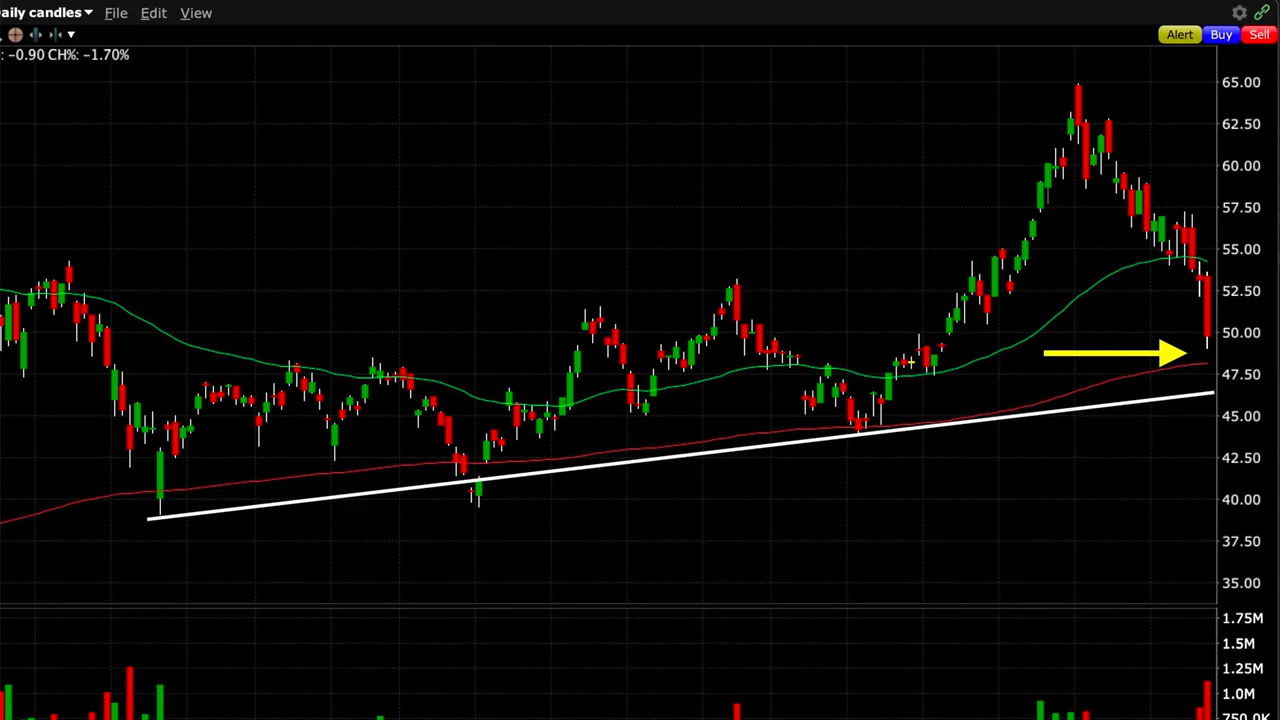 aily candles File Edit View
Alert Buy Sell
: −0.90 CH%: −1.70%
65.00
62.50
60.00
57.50
55.00
52.50
50.00
47.50
45.00
42.50
40.00
37.50
35.00
1.75M
1.5M
1.25M
1.0M
750.0K